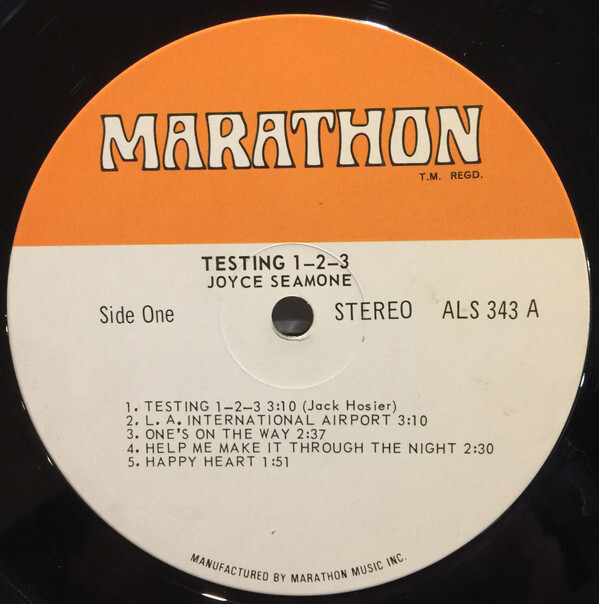 MARATHON
T.M. REGD.
TESTING 1-2-3
JOYCE SEAMONE
Side One
STEREO
ALS 343 A
1. TESTING 1-2-3 3:10 (Jack Hosier)
2. L. A. INTERNATIONAL AIRPORT 3:10
3. ONE'S ON THE WAY 2:37
4. HELP ME MAKE IT THROUGH THE NIGHT 2:30
5. HAPPY HEART 1:51
MANUFACTURED BY MARATHON MUSIC INC.